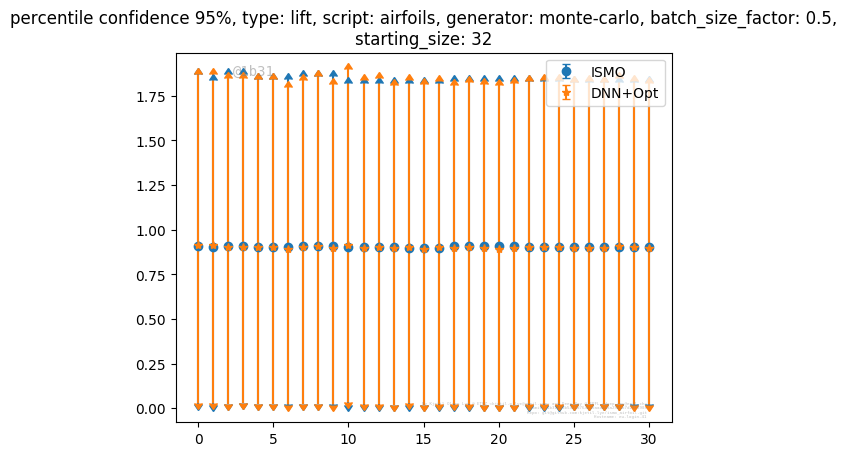 percentile confidence 95%, type: lift, script: airfoils, generator: monte-carlo, batch_size_factor: 0.5,
starting_size: 32
ISMO
DNN+Opt
1.75
1.50
1.25
1.00
0.75
0.50
0.25
0.00
0 5 10 15 20 25 30